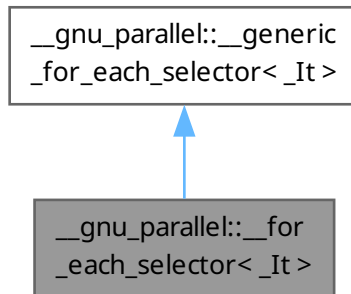 __gnu_parallel::__generic
_for_each_selector< _It >
__gnu_parallel::__for
_each_selector< _It >